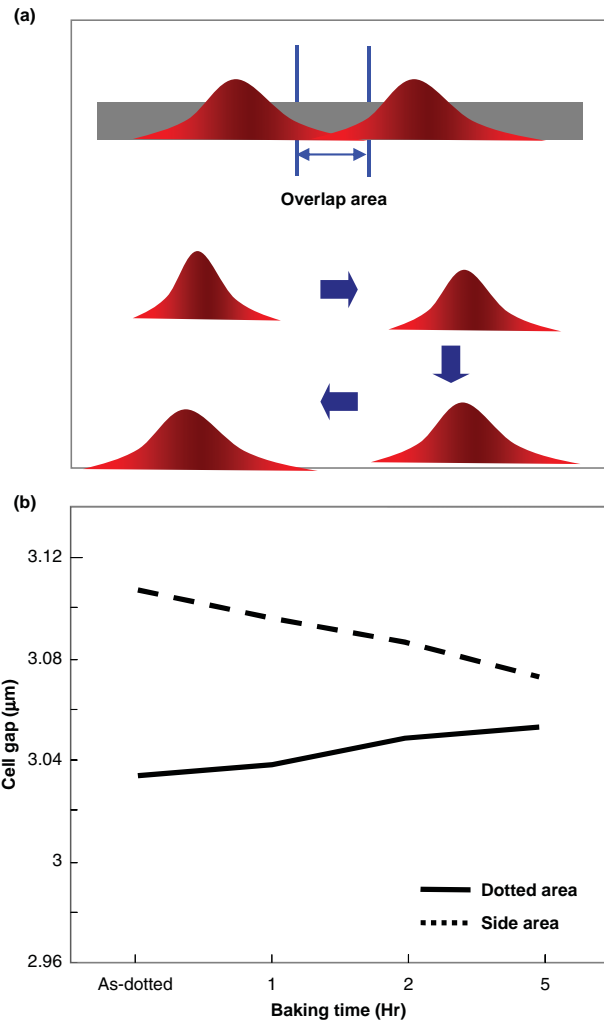 (a)
Overlap area
(b)
3.12
3.08
3.04
3
2.96
Cell gap (μm)
Dotted area
Side area
As-dotted 1 2 5
Baking time (Hr)